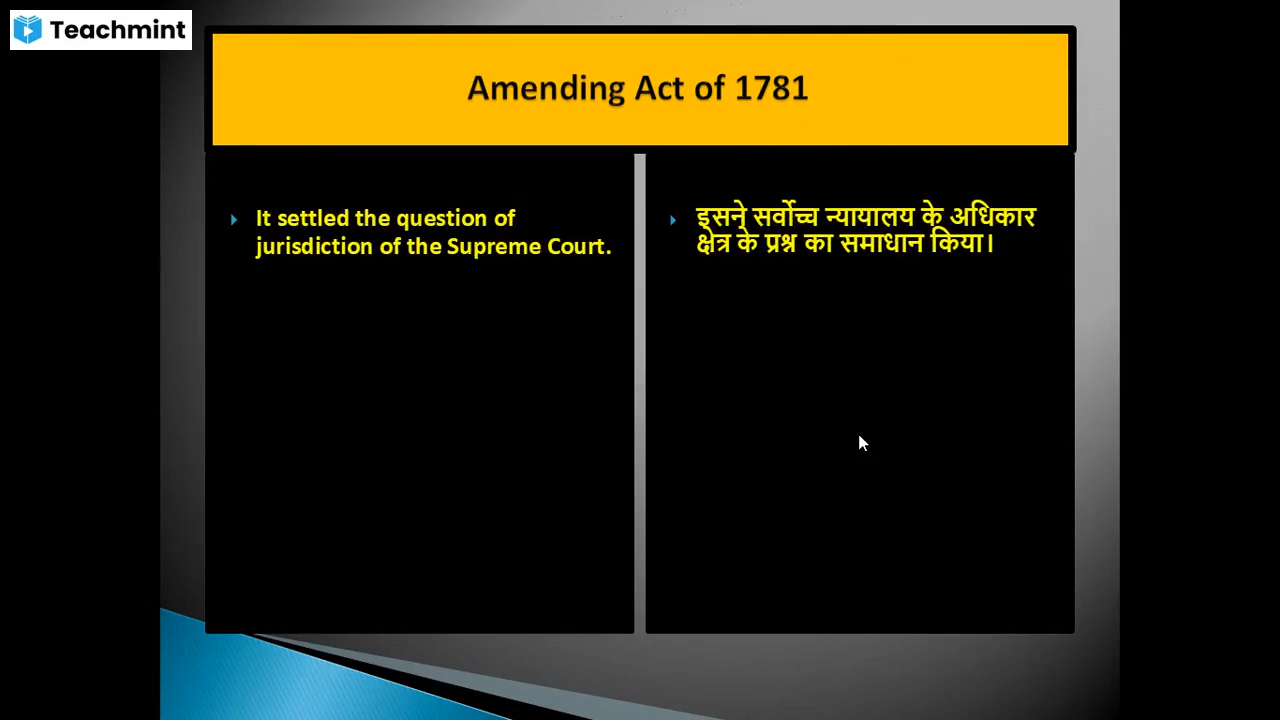 Teachmint
Amending Act of 1781
It settled the question of
jurisdiction of the Supreme Court.
इसने सर्वोच्च न्यायालय के अधिकार
क्षेत्र के प्रश्न का समाधान किया।